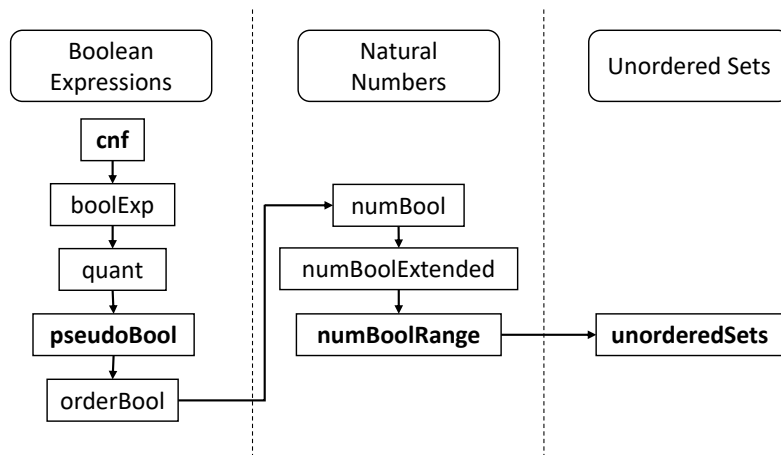 Boolean
Expressions
cnf
boolExp
quant
pseudoBool
orderBool
Natural
Numbers
numBool
numBoolExtended
numBoolRange
Unordered Sets
unorderedSets